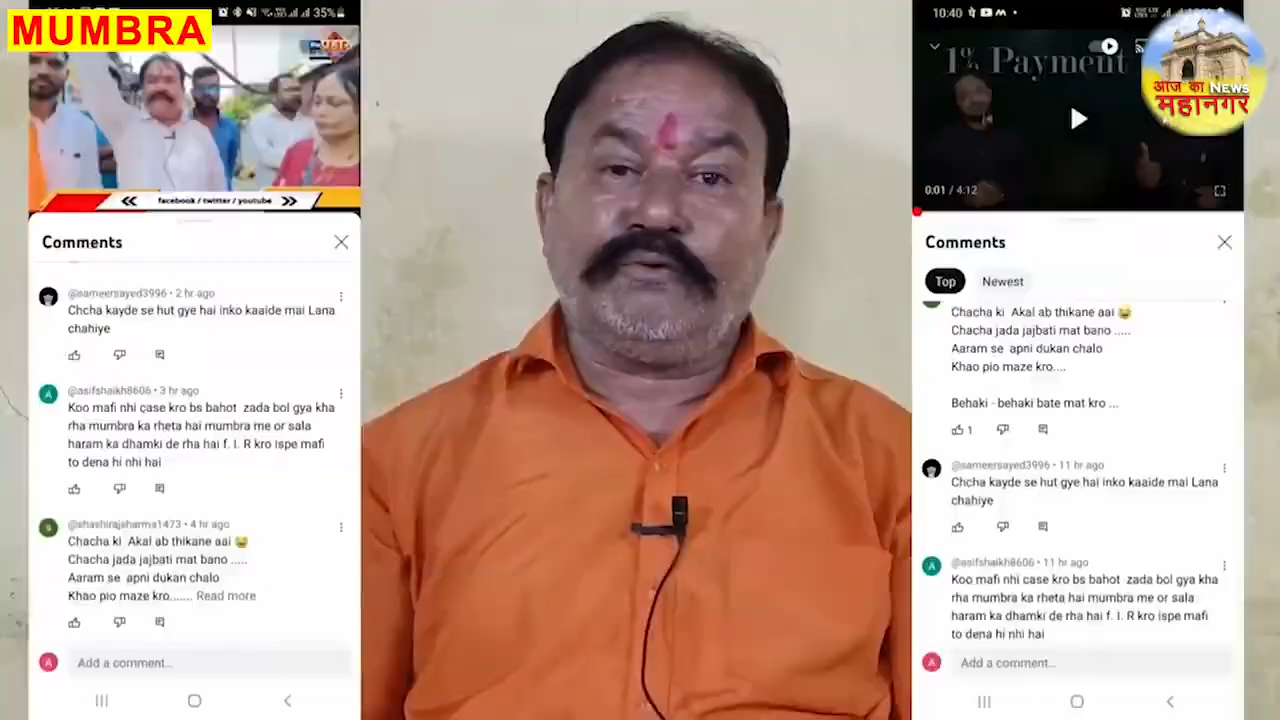 MUMBRA
35%
प्रहार
facebook / twitter / youtube
Comments
@sameersayed3996 • 2 hr ago
Chcha kayde se hut gye hai inko kaaide mai Lana
chahiye
A
@asifshaikh8606 • 3 hr ago
Koo mafi nhi case kro bs bahot zada bol gya kha
rha mumbra ka rheta hai mumbra me or sala
haram ka dhamki de rha hai f. I. R kro ispe mafi
to dena hi nhi hai
@shashirajsharma1473 • 4 hr ago
Chacha ki Akal ab thikane aai 😹
Chacha jada jajbati mat bano .....
Aaram se apni dukan chalo
Khao pio maze kro....... Read more
A
Add a comment...
10:40
1% Payment
0:01 / 4:12
आज का News
महानगर
Comments
Top
Newest
Chacha ki Akal ab thikane aai 😹
Chacha jada jajbati mat bano .....
Aaram se apni dukan chalo
Khao pio maze kro....
Behaki - behaki bate mat kro ...
1
@sameersayed3996 • 11 hr ago
Chcha kayde se hut gye hai inko kaaide mai Lana
chahiye
A
@asifshaikh8606 • 11 hr ago
Koo mafi nhi case kro bs bahot zada bol gya kha
rha mumbra ka rheta hai mumbra me or sala
haram ka dhamki de rha hai f. I. R kro ispe mafi
to dena hi nhi hai
A
Add a comment...